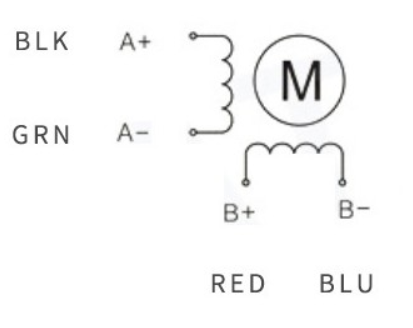 BLK A+
M
GRN A−
B+ B−
RED BLU